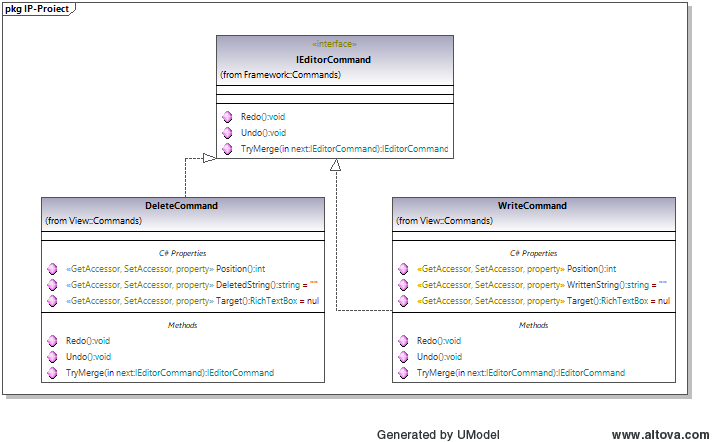 pkg IP-Project
«interface»
IEditorCommand
(from Framework::Commands)
Redo():void
Undo():void
TryMerge(in next:IEditorCommand):IEditorCommand
DeleteCommand
(from View::Commands)
C# Properties
«GetAccessor, SetAccessor, property» Position():int
«GetAccessor, SetAccessor, property» DeletedString():string = ""
«GetAccessor, SetAccessor, property» Target():RichTextBox = nul
Methods
Redo():void
Undo():void
TryMerge(in next:IEditorCommand):IEditorCommand
WriteCommand
(from View::Commands)
C# Properties
«GetAccessor, SetAccessor, property» Position():int
«GetAccessor, SetAccessor, property» WrittenString():string = ""
«GetAccessor, SetAccessor, property» Target():RichTextBox = nul
Methods
Redo():void
Undo():void
TryMerge(in next:IEditorCommand):IEditorCommand
Generated by UModel www.altova.com